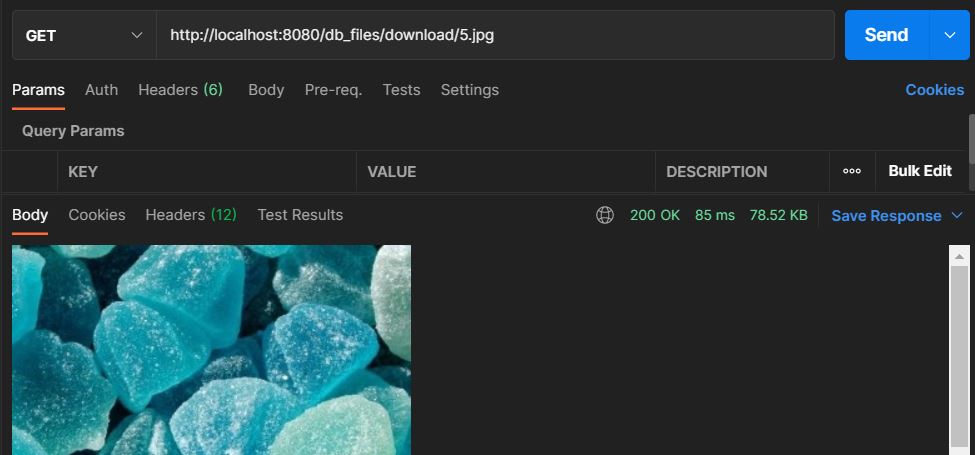 GET http://localhost:8080/db_files/download/5.jpg Send
Params Auth Headers (6) Body Pre-req. Tests Settings Cookies
Query Params
KEY VALUE DESCRIPTION ooo Bulk Edit
Body Cookies Headers (12) Test Results 200 OK 85 ms 78.52 KB Save Response